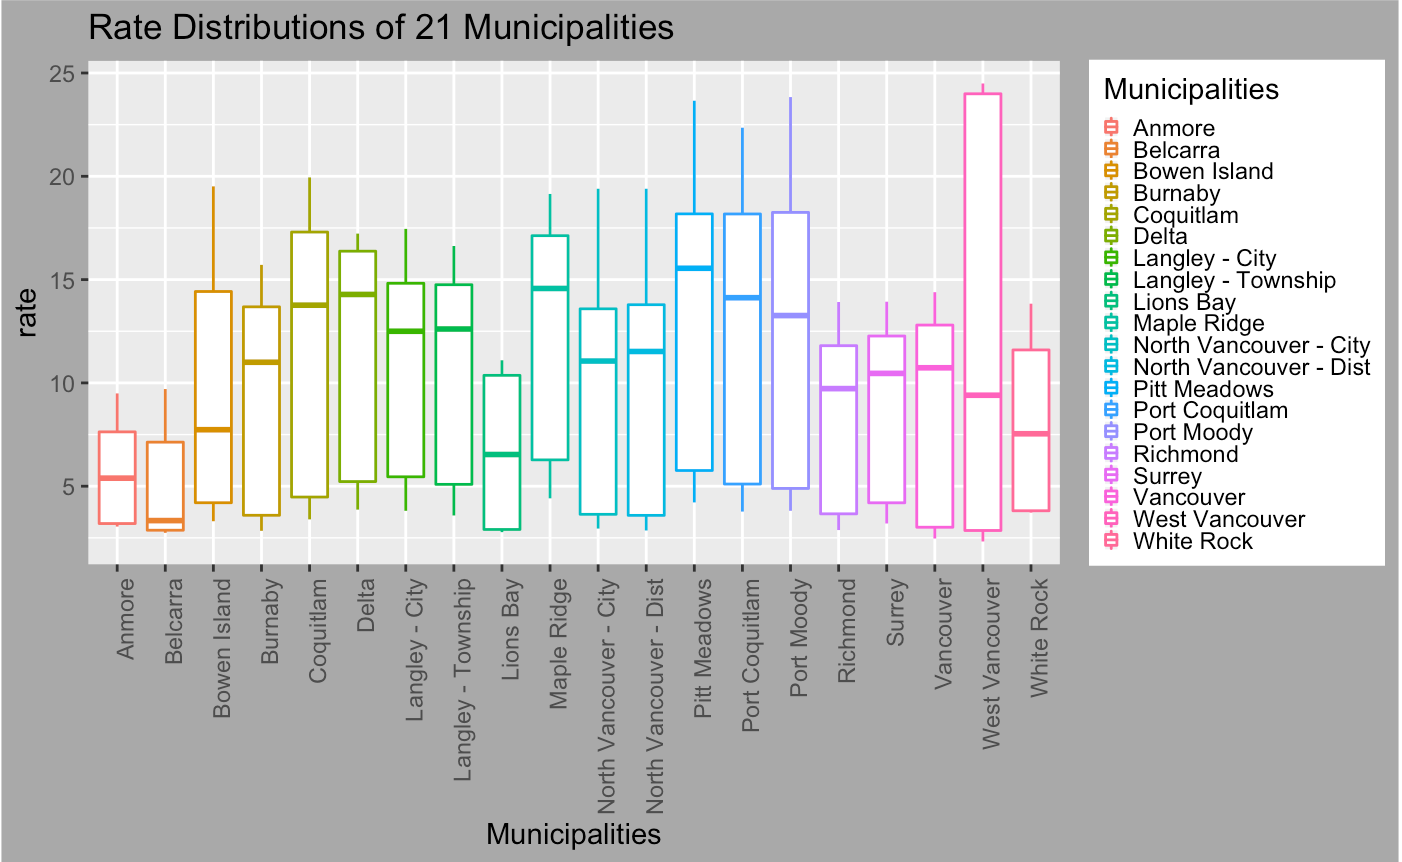 Rate Distributions of 21 Municipalities
25
20
15
10
5
rate
Anmore
Belcarra
Bowen Island
Burnaby
Coquitlam
Delta
Langley - City
Langley - Township
Lions Bay
Maple Ridge
North Vancouver - City
North Vancouver - Dist
Pitt Meadows
Port Coquitlam
Port Moody
Richmond
Surrey
Vancouver
West Vancouver
White Rock
Municipalities
Municipalities
Anmore
Belcarra
Bowen Island
Burnaby
Coquitlam
Delta
Langley - City
Langley - Township
Lions Bay
Maple Ridge
North Vancouver - City
North Vancouver - Dist
Pitt Meadows
Port Coquitlam
Port Moody
Richmond
Surrey
Vancouver
West Vancouver
White Rock